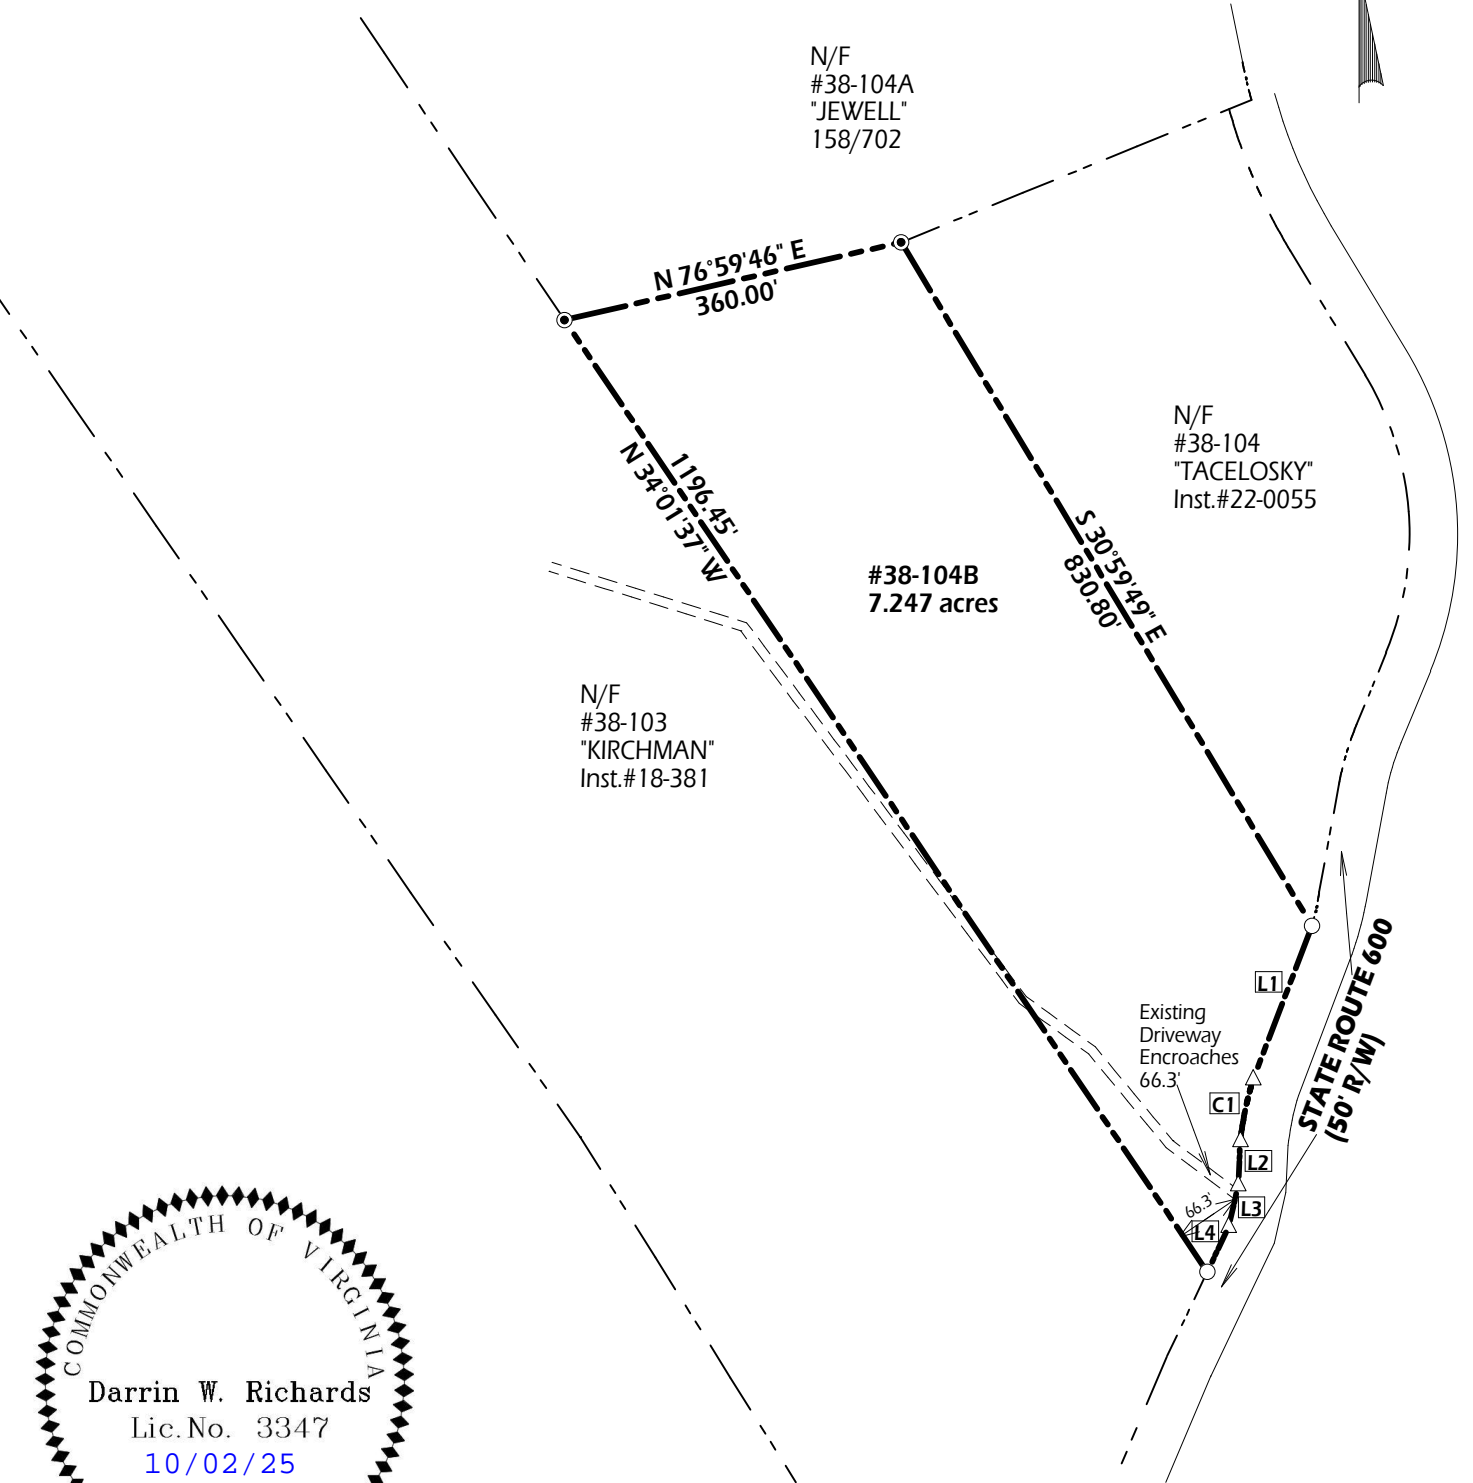 N/F
#38-104A
"JEWELL"
158/702
N 76°59'46" E
360.00'
N/F
#38-104
"TACELOSKY"
Inst.#22-0055
1196.45'
N 34°01'37" W
S 30°59'49" E
830.80'
#38-104B
7.247 acres
N/F
#38-103
"KIRCHMAN"
Inst.#18-381
L1
Existing
Driveway
Encroaches
66.3'
STATE ROUTE 600
(50' R/W)
C1
L2
66.3'
L3
L4
COMMONWEALTH OF VIRGINIA
Darrin W. Richards
Lic.No. 3347
10/02/25